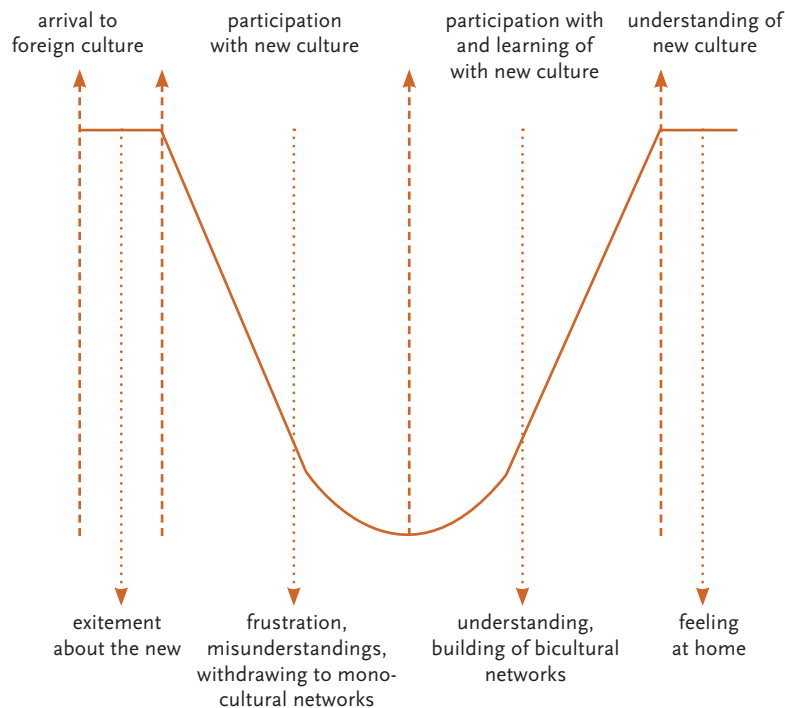 arrival to
foreign culture
participation
with new culture
participation with
and learning of
with new culture
understanding of
new culture
exitement
about the new
frustration,
misunderstandings,
withdrawing to mono-
cultural networks
understanding,
building of bicultural
networks
feeling
at home